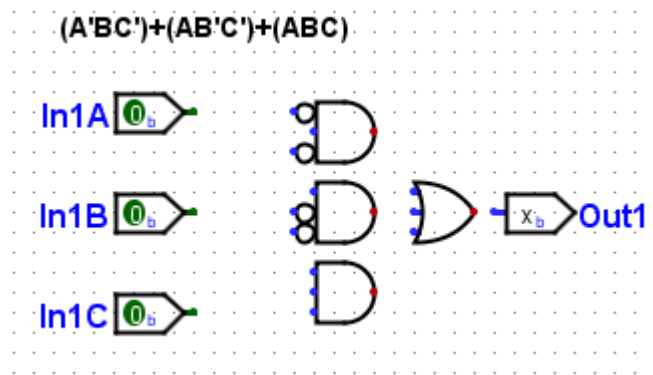 (A'BC')+(AB'C')+(ABC)
In1A 0b
In1B 0b
xb Out1
In1C 0b